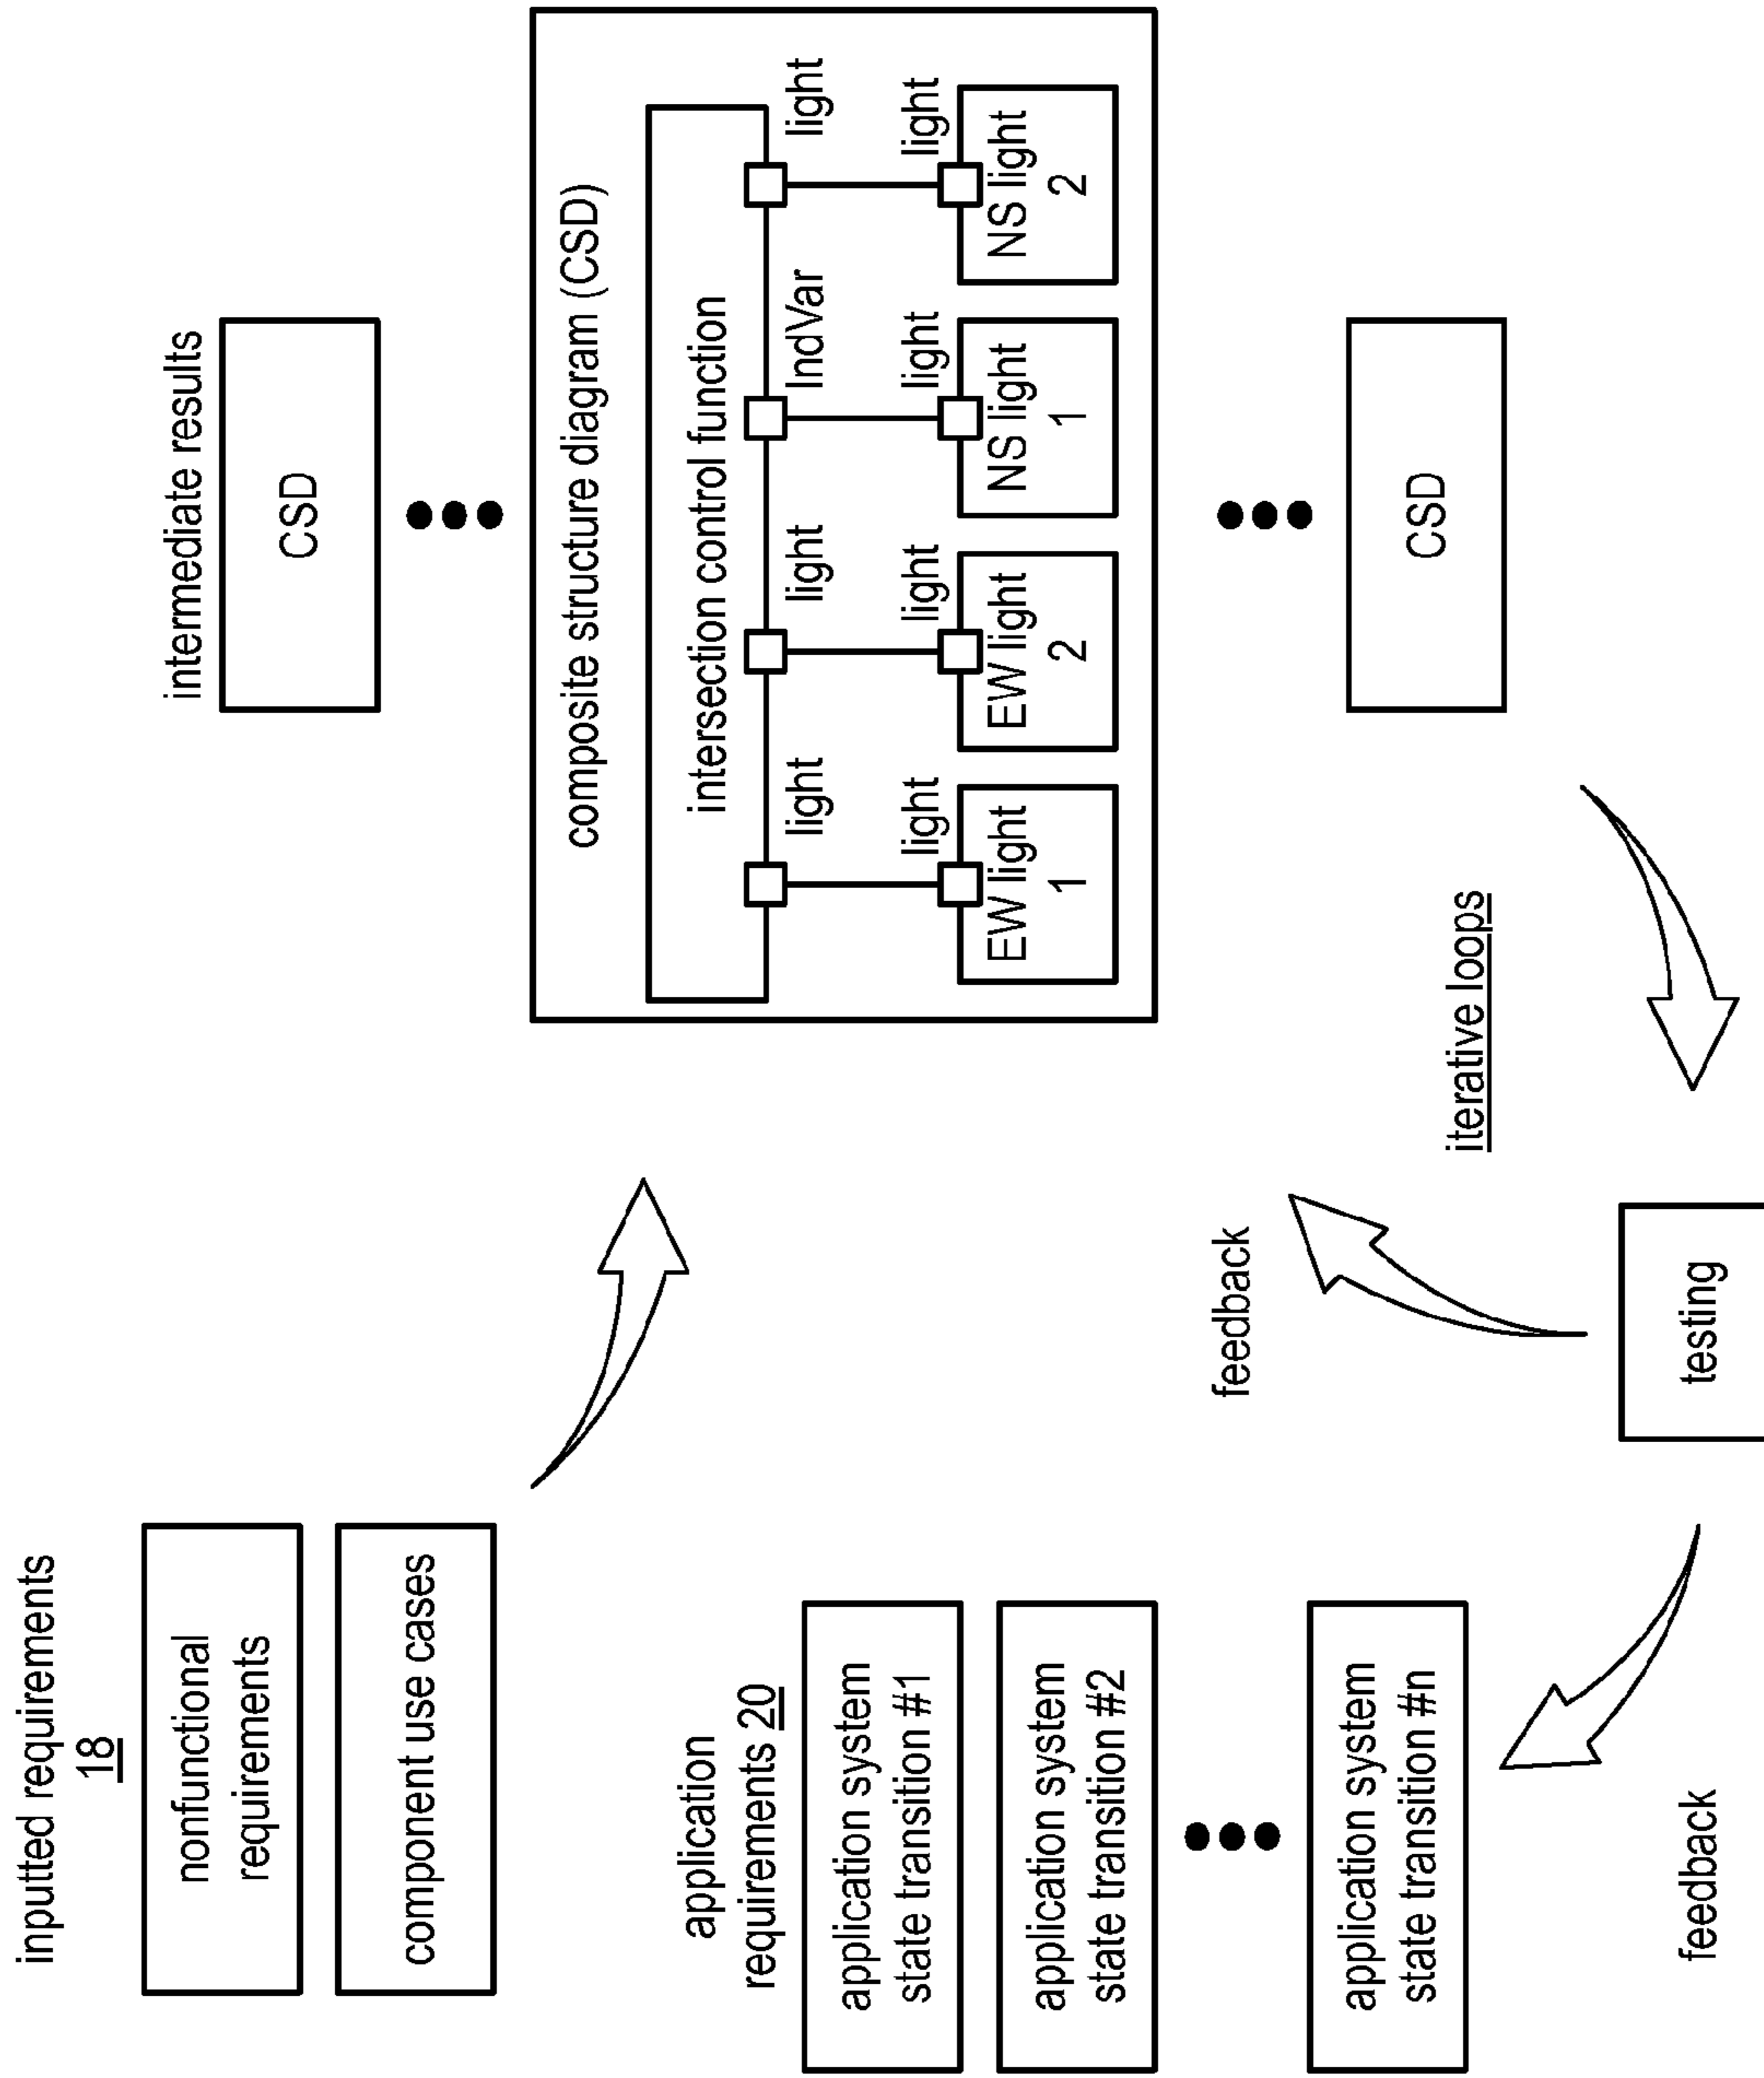 inputted requirements
18
nonfunctional
requirements
component use cases
application
requirements 20
application system
state transition #1
application system
state transition #2
application system
state transition #n
feedback
testing
feedback
iterative loops
intermediate results
CSD
composite structure diagram (CSD)
intersection control function
light
light
IndVar
light
light
light
light
light
EW light
1
EW light
2
NS light
1
NS light
2
CSD